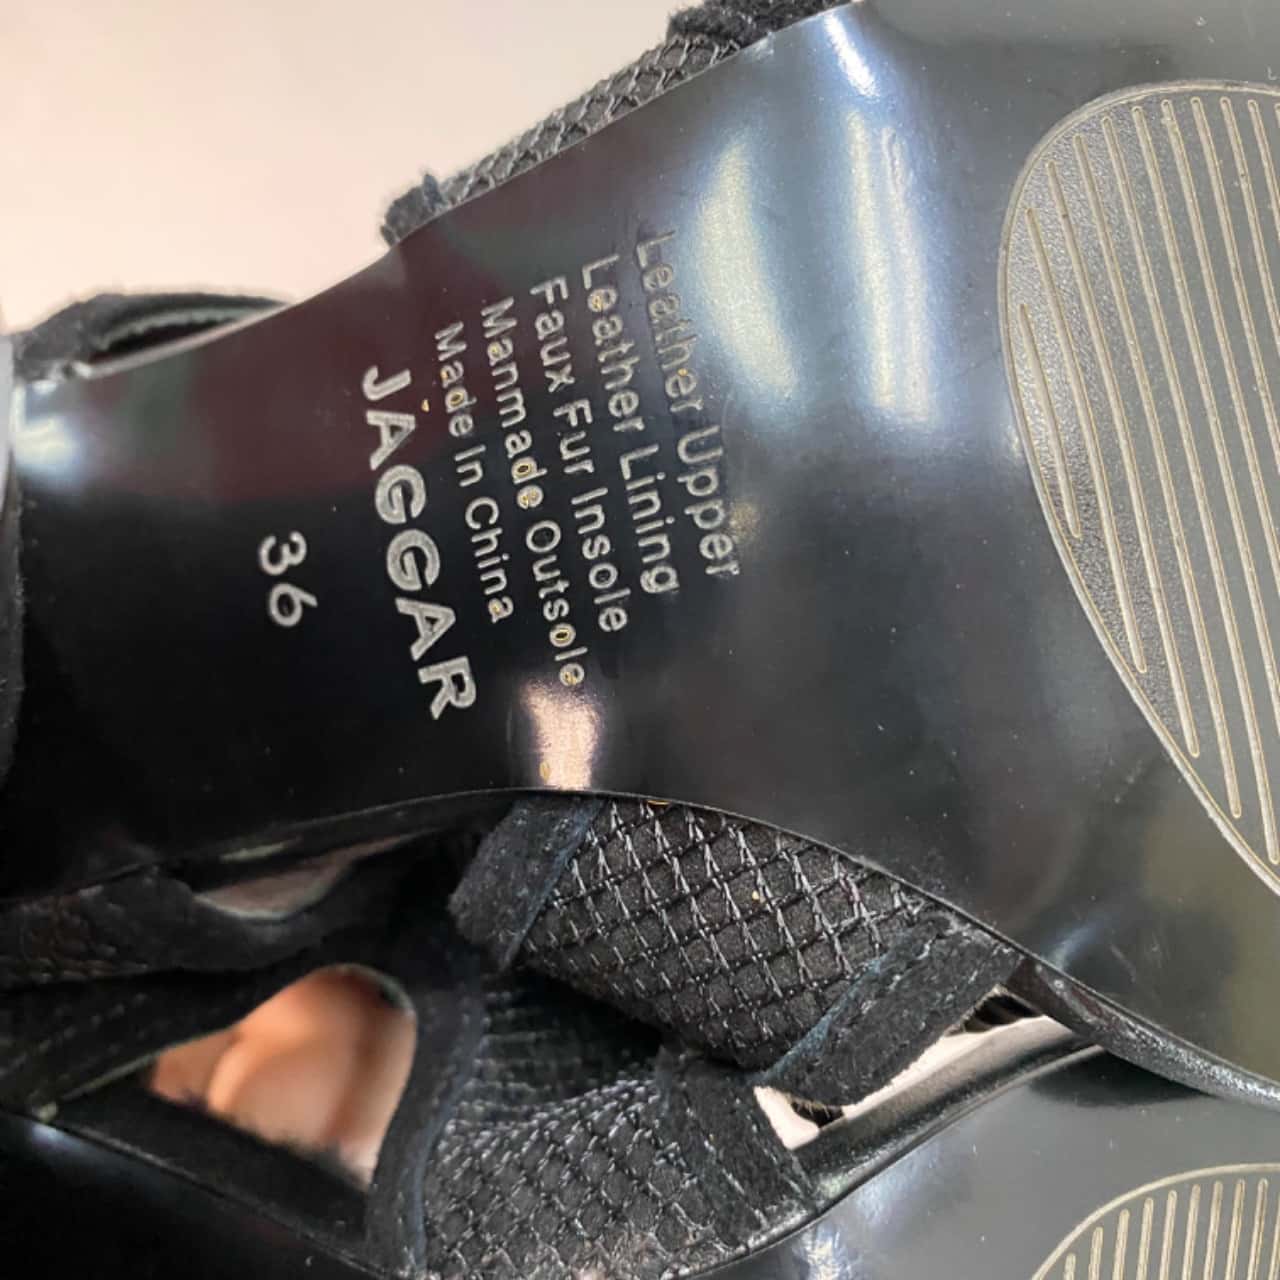 Leather Upper
Leather Lining
Faux Fur Insole
Manmade Outsole
Made In China
JAGGAR
36